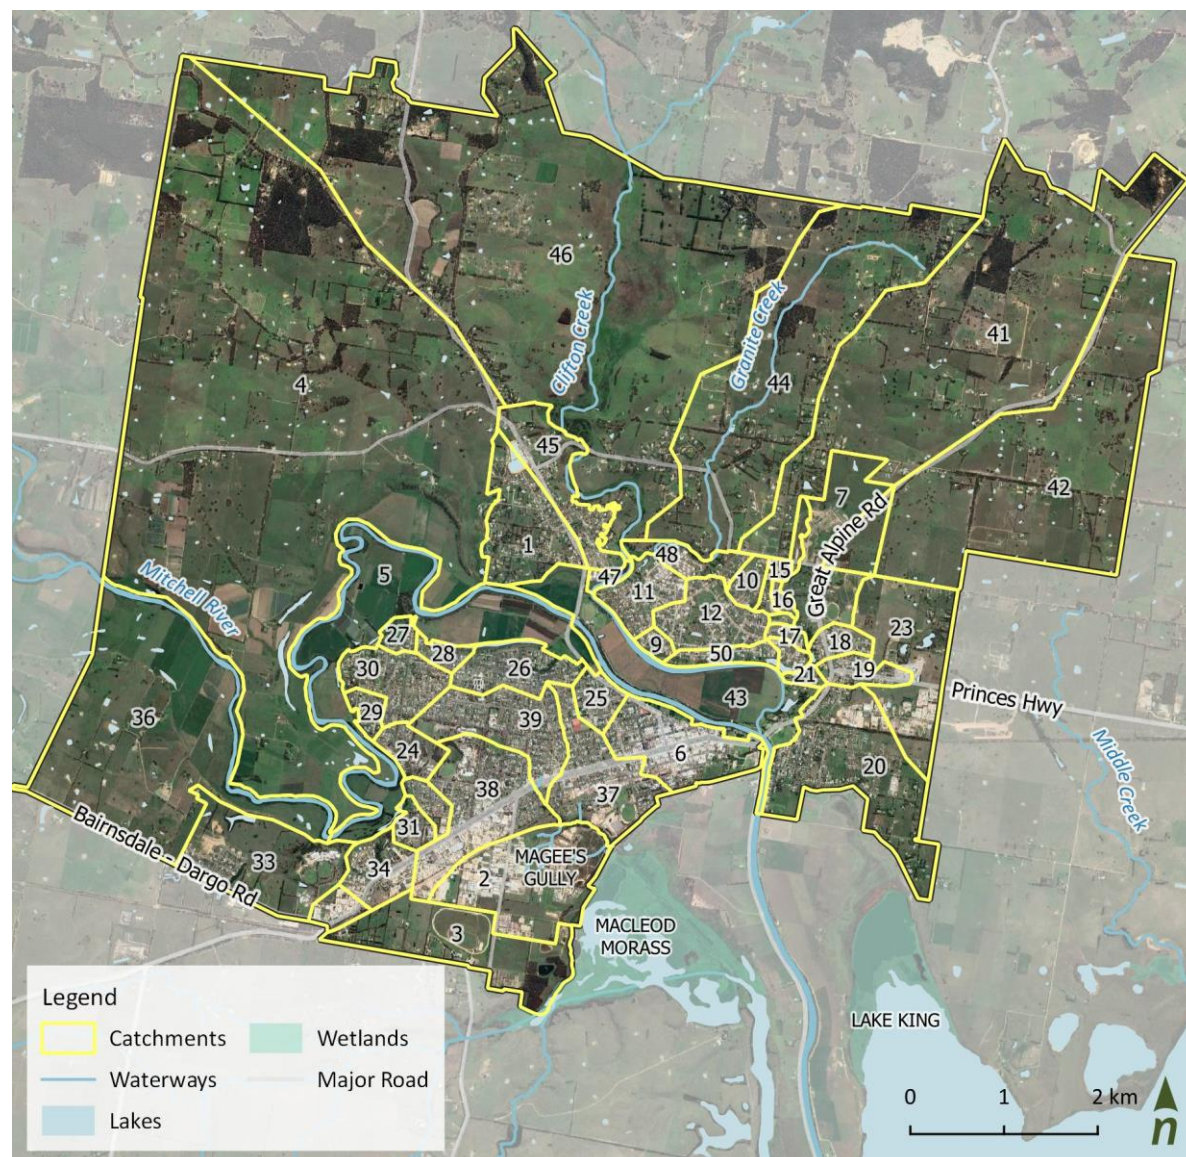 46
Clifton Creek
Granite Creek
41
4
44
45
42
7
Great Alpine Rd
1
48
15
47
5
10
11
16
Mitchell River
12
27
9
17
18
23
28
50
30
26
19
21
25
43
Princes Hwy
29
39
36
24
6
Middle Creek
20
38
37
31
Bairnsdale - Dargo Rd
33
34
2
MAGEE'S
GULLY
3
MACLEOD
MORASS
LAKE KING
Legend
Catchments
Wetlands
Waterways
Major Road
Lakes
0 1 2 km
n